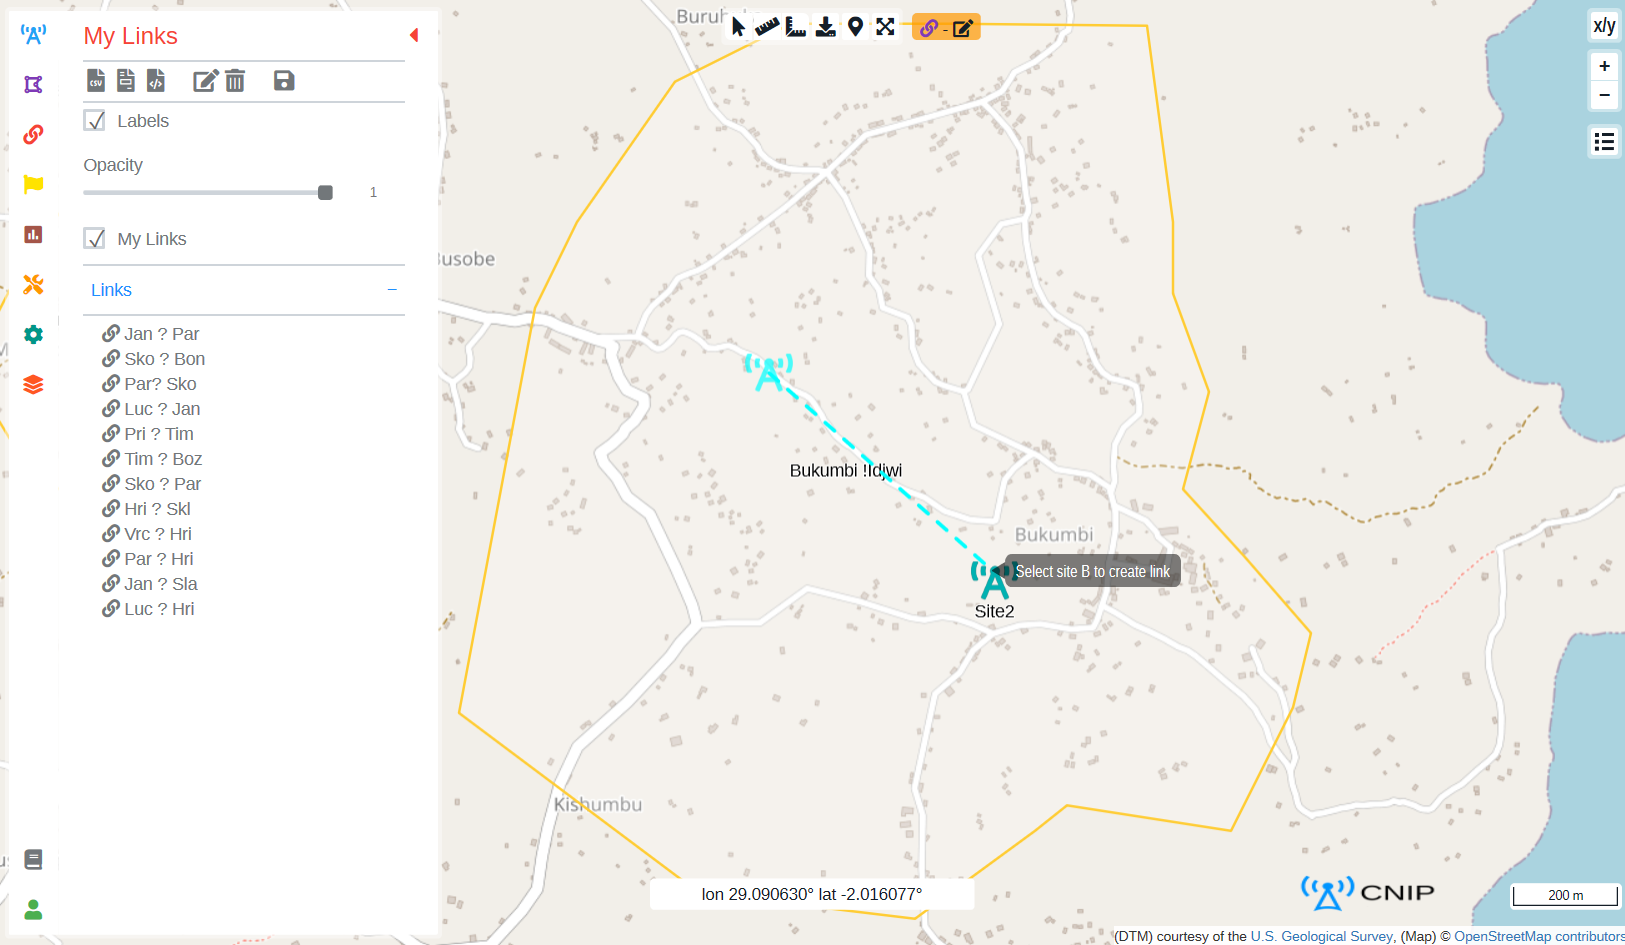 My Links
CSV
Labels
Opacity
1
My Links
Links
Jan ? Par
Sko ? Bon
Par? Sko
Luc ? Jan
Pri ? Tim
Tim ? Boz
Sko ? Par
Hri ? Skl
Vrc ? Hri
Par ? Hri
Jan ? Sla
Luc ? Hri
x/y
+
−
Bukumbi !Idjwi
Bukumbi
Select site B to create link
Site2
Kishumbu
lon 29.090630° lat -2.016077°
CNIP
200 m
(DTM) courtesy of the U.S. Geological Survey, (Map) © OpenStreetMap contributors